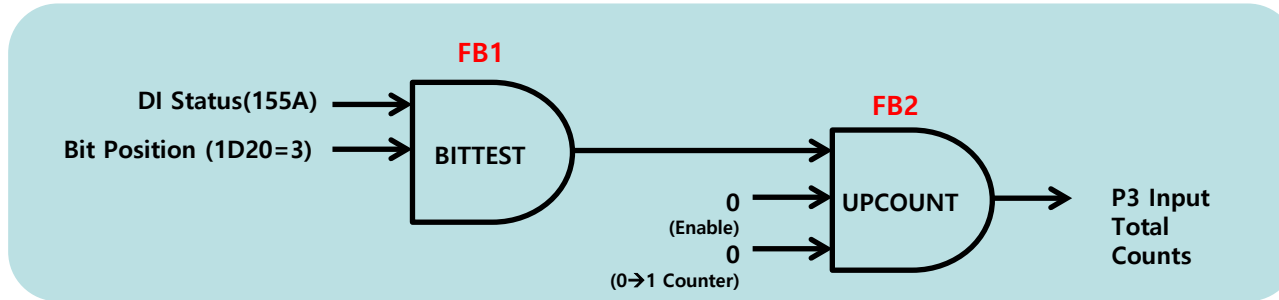 FB1
DI Status(155A)
Bit Position (1D20=3)
BITTEST
FB2
UPCOUNT
0
(Enable)
0
(0→1 Counter)
P3 Input
Total
Counts